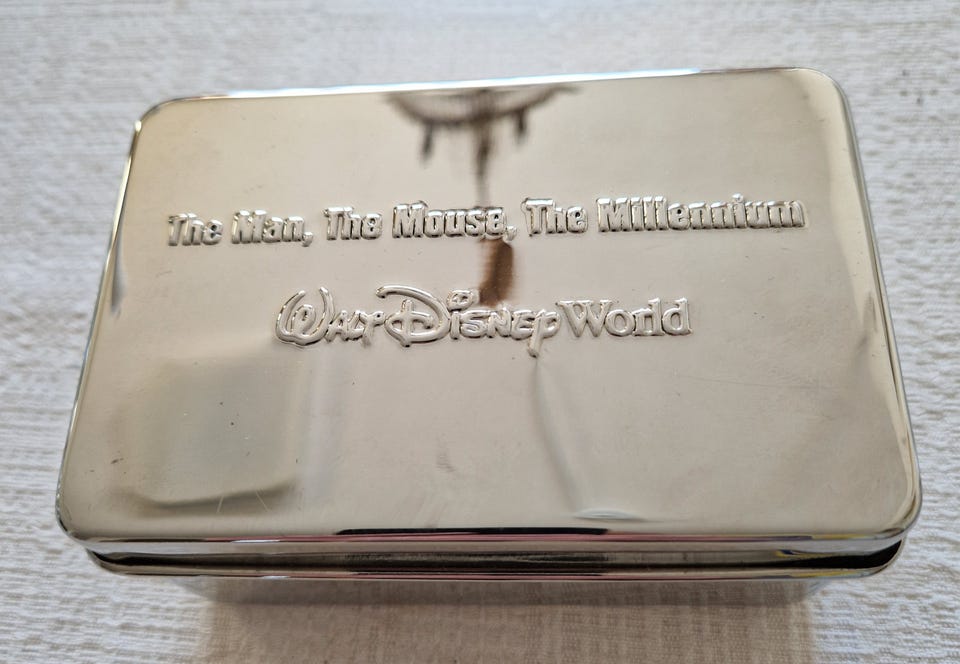 The Man, The Mouse, The Millennium
Walt Disney World